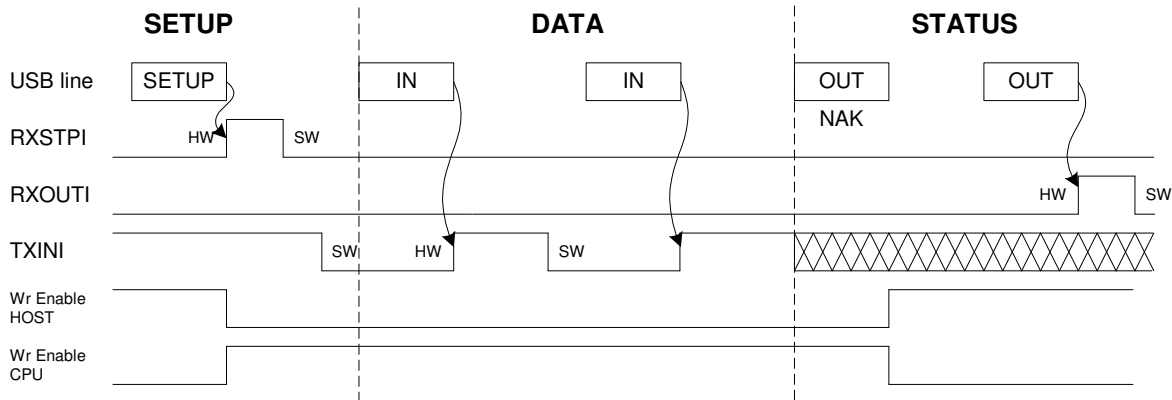 SETUP DATA STATUS
USB line SETUP IN IN OUT OUT
NAK
RXSTPI HW SW
RXOUTI HW SW
TXINI SW HW SW
Wr Enable
HOST
Wr Enable
CPU